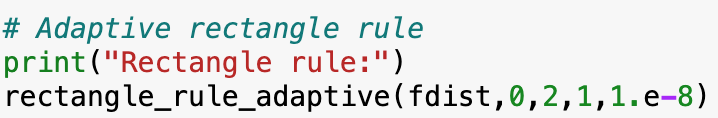 # Adaptive rectangle rule
print("Rectangle rule:")
rectangle_rule_adaptive(fdist,0,2,1,1.e-8)